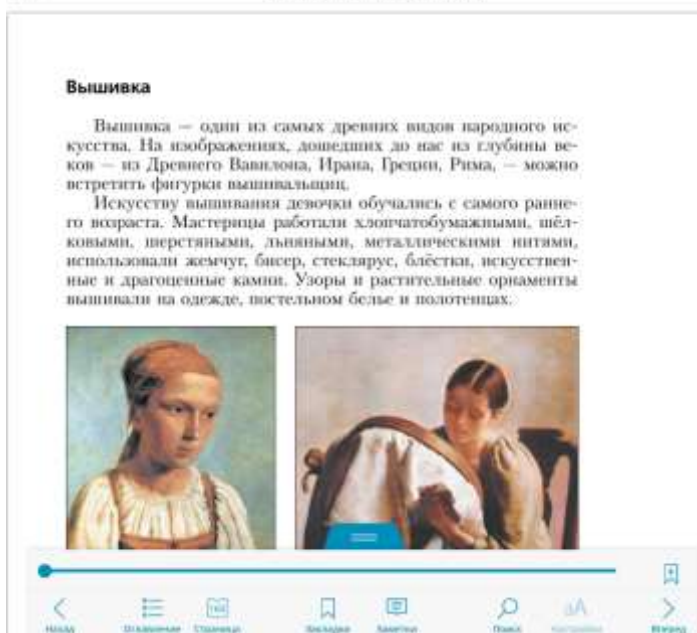 Вышивка
Вышивка — один из самых древних видов народного ис-
кусства. На изображениях, дошедших до нас из глубины ве-
ков — из Древнего Вавилона, Ирана, Греции, Рима, — можно
встретить фигурки вышивальщиц.
Искусству вышивания девочки обучались с самого ранне-
го возраста. Мастерицы работали хлопчатобумажными, шёл-
ковыми, шерстяными, льняными, металлическими нитями,
использовали жемчуг, бисер, стеклярус, блёстки, искусствен-
ные и драгоценные камни. Узоры и растительные орнаменты
вышивали на одежде, постельном белье и полотенцах.
Назад Оглавление Страница Закладки Заметки Поиск Настройки Вперед